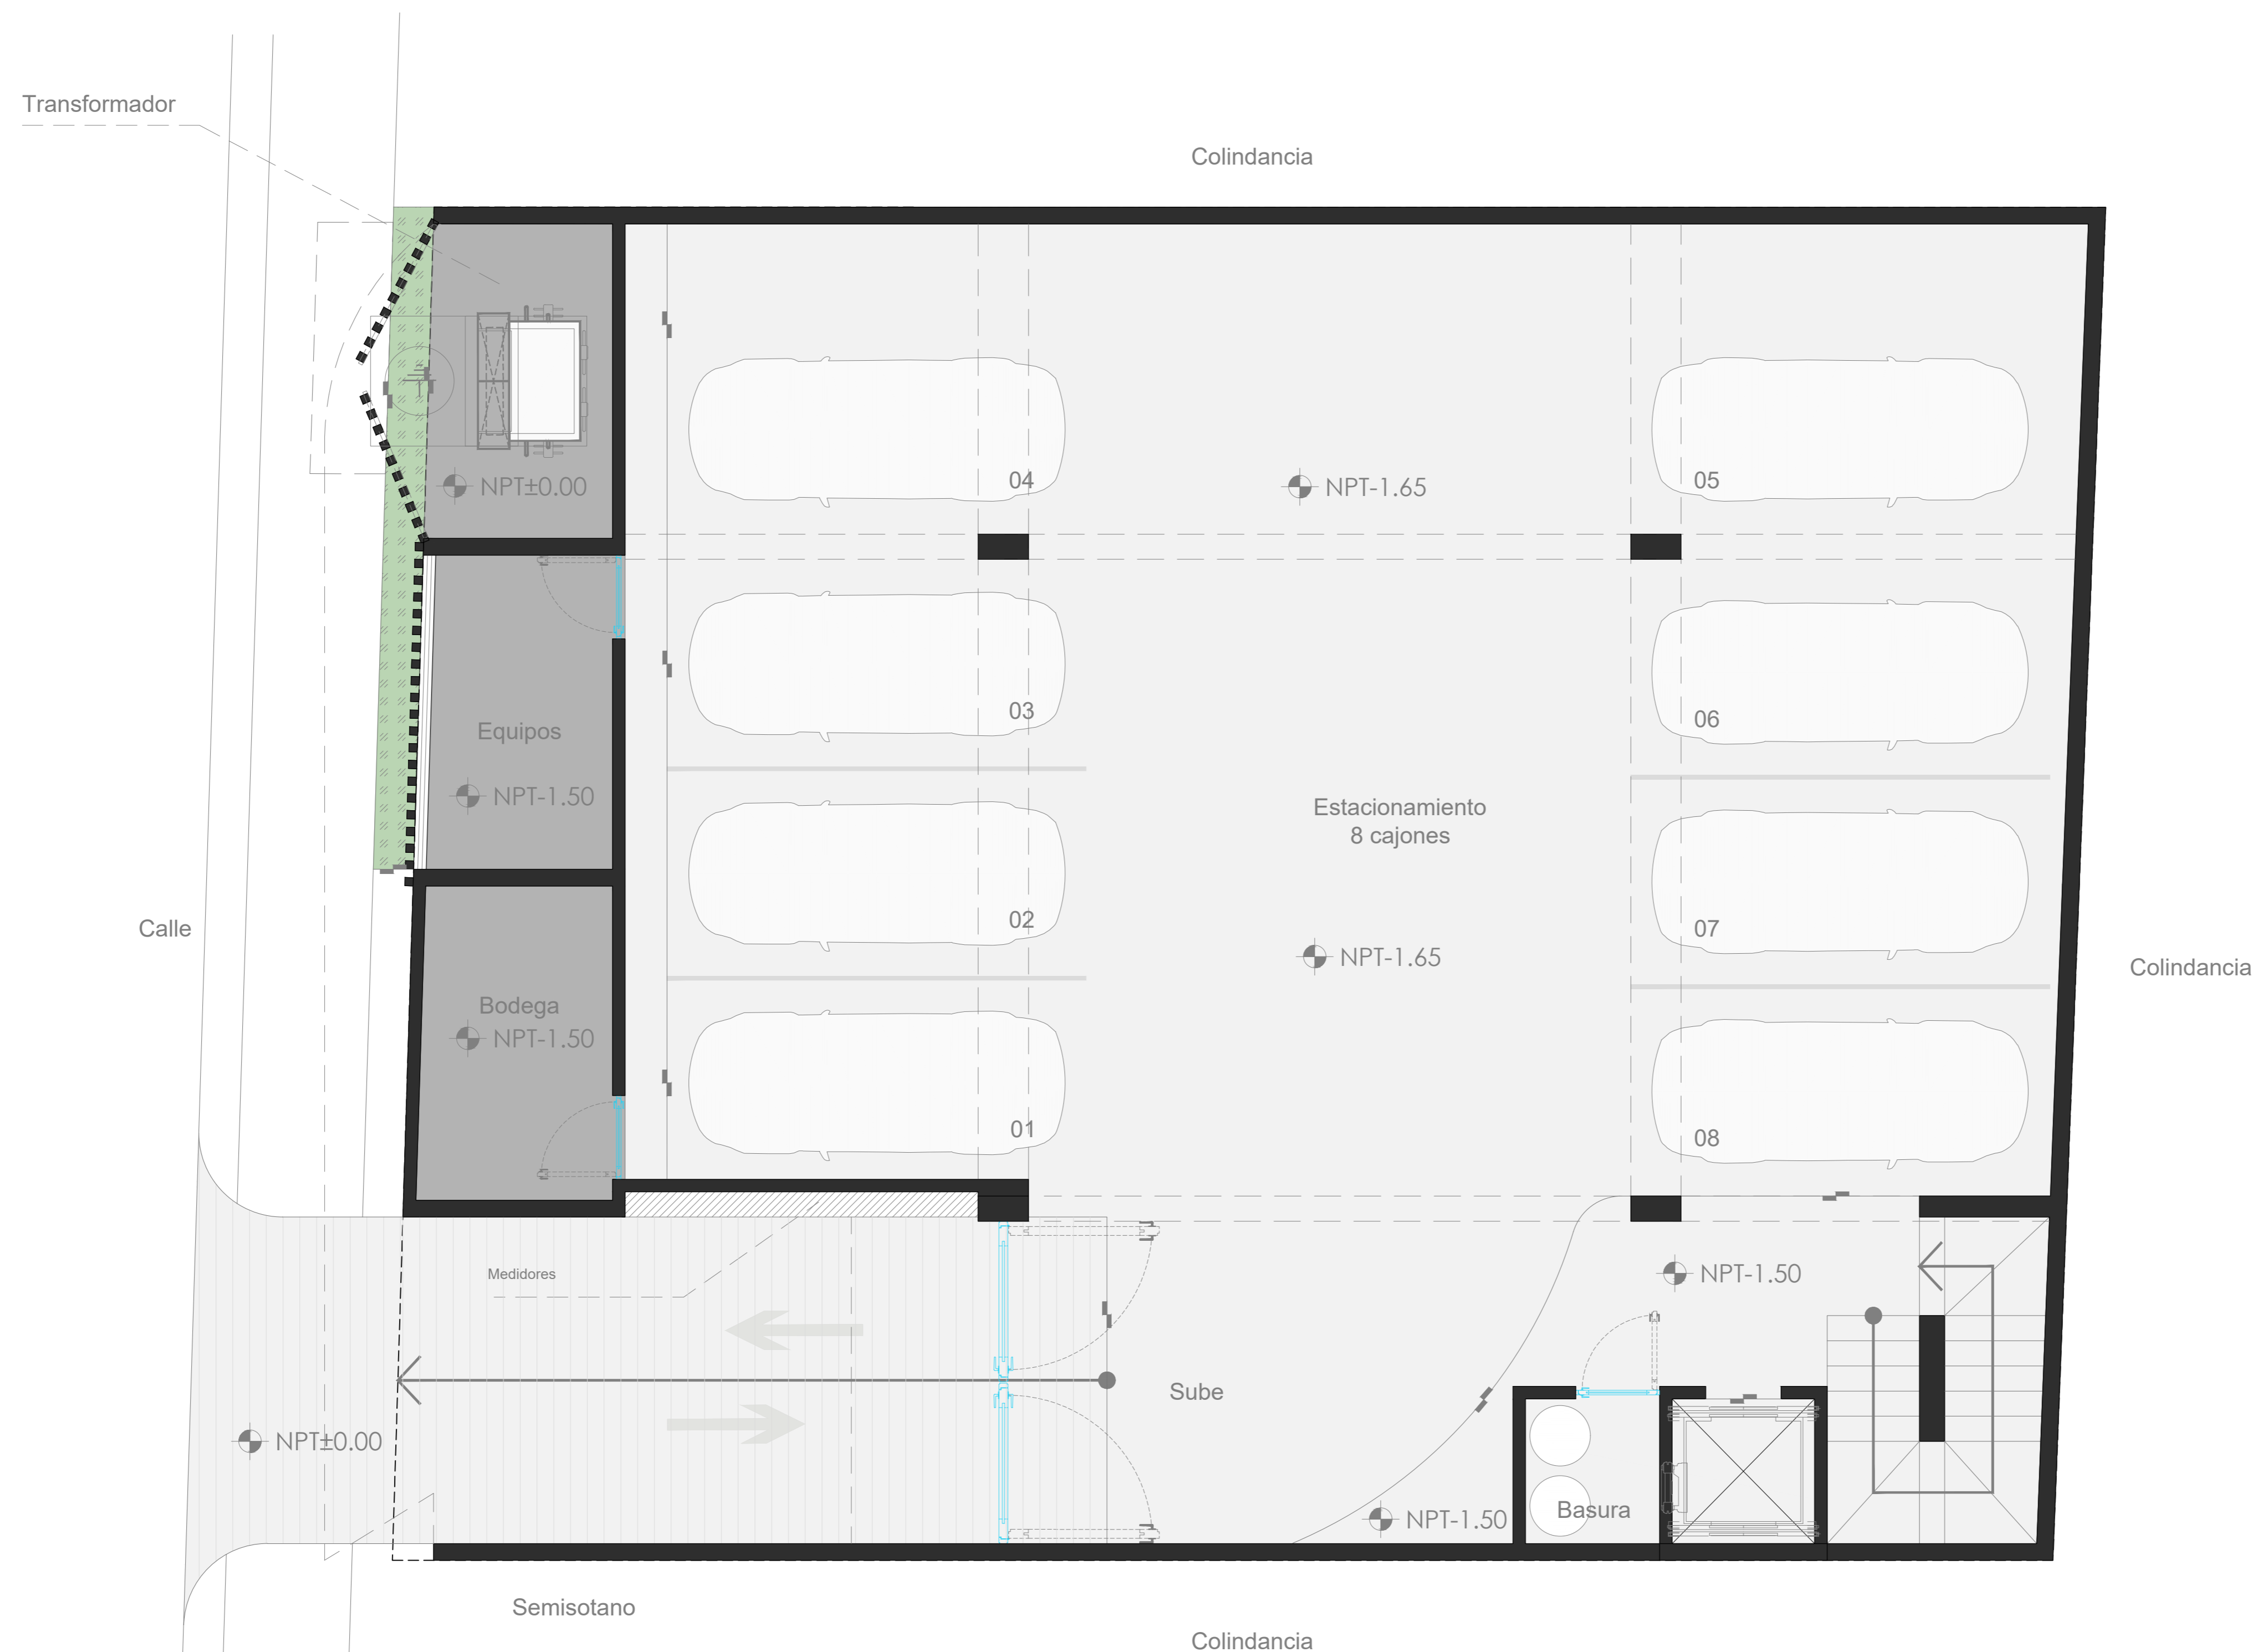 Transformador
Colindancia
04
NPT±0.00
NPT-1.65
05
03
06
Equipos
NPT-1.50
Estacionamiento
8 cajones
02
07
Calle
NPT-1.65
Colindancia
Bodega
NPT-1.50
01
08
Medidores
NPT-1.50
Sube
NPT±0.00
Basura
NPT-1.50
Semisotano
Colindancia